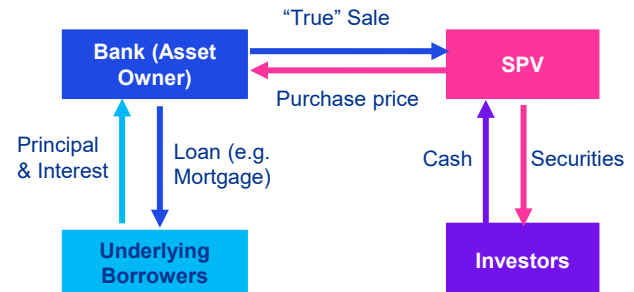 “True” Sale
Bank (Asset
Owner)
SPV
Purchase price
Principal
& Interest
Loan (e.g.
Mortgage)
Cash
Securities
Underlying
Borrowers
Investors